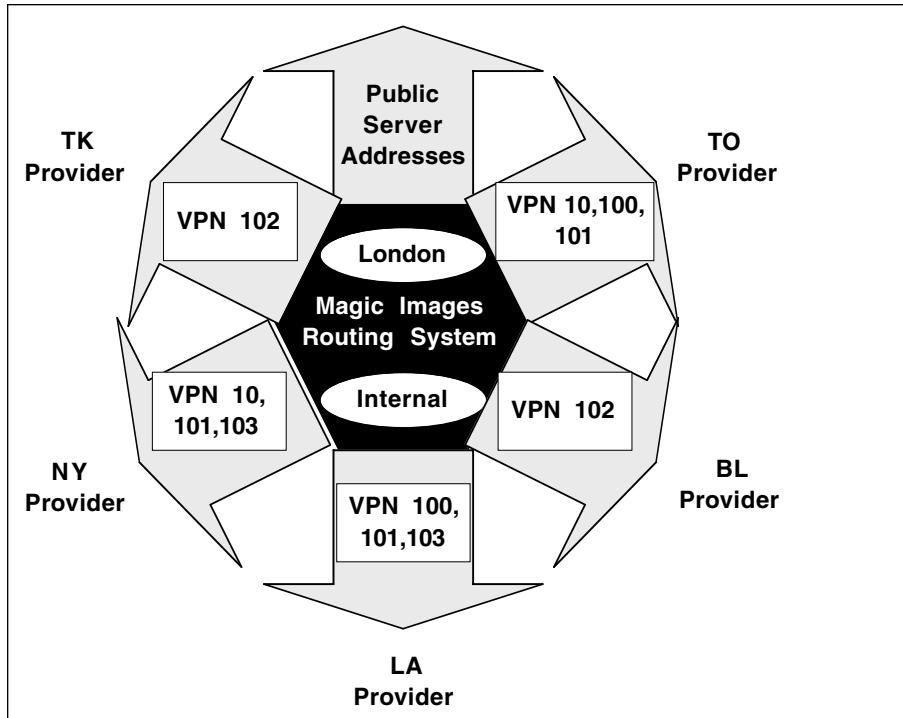 Public
Server
Addresses
TK
Provider
TO
Provider
VPN 102
VPN 10,100,
101
London
Magic Images
Routing System
Internal
VPN 10,
101,103
VPN 102
NY
Provider
BL
Provider
VPN 100,
101,103
LA
Provider